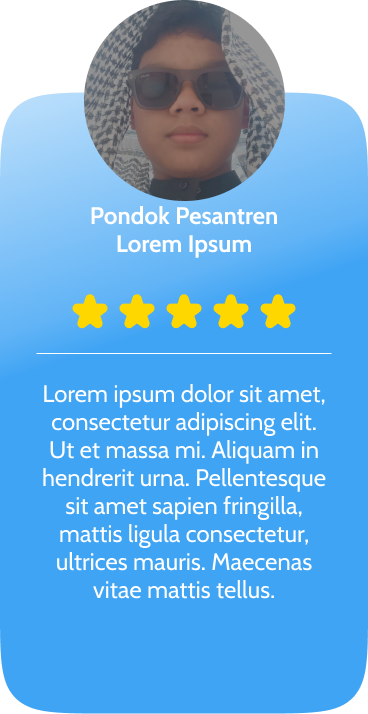 Pondok Pesantren
Lorem Ipsum
Lorem ipsum dolor sit amet,
consectetur adipiscing elit.
Ut et massa mi. Aliquam in
hendrerit urna. Pellentesque
sit amet sapien fringilla,
mattis ligula consectetur,
ultrices mauris. Maecenas
vitae mattis tellus.